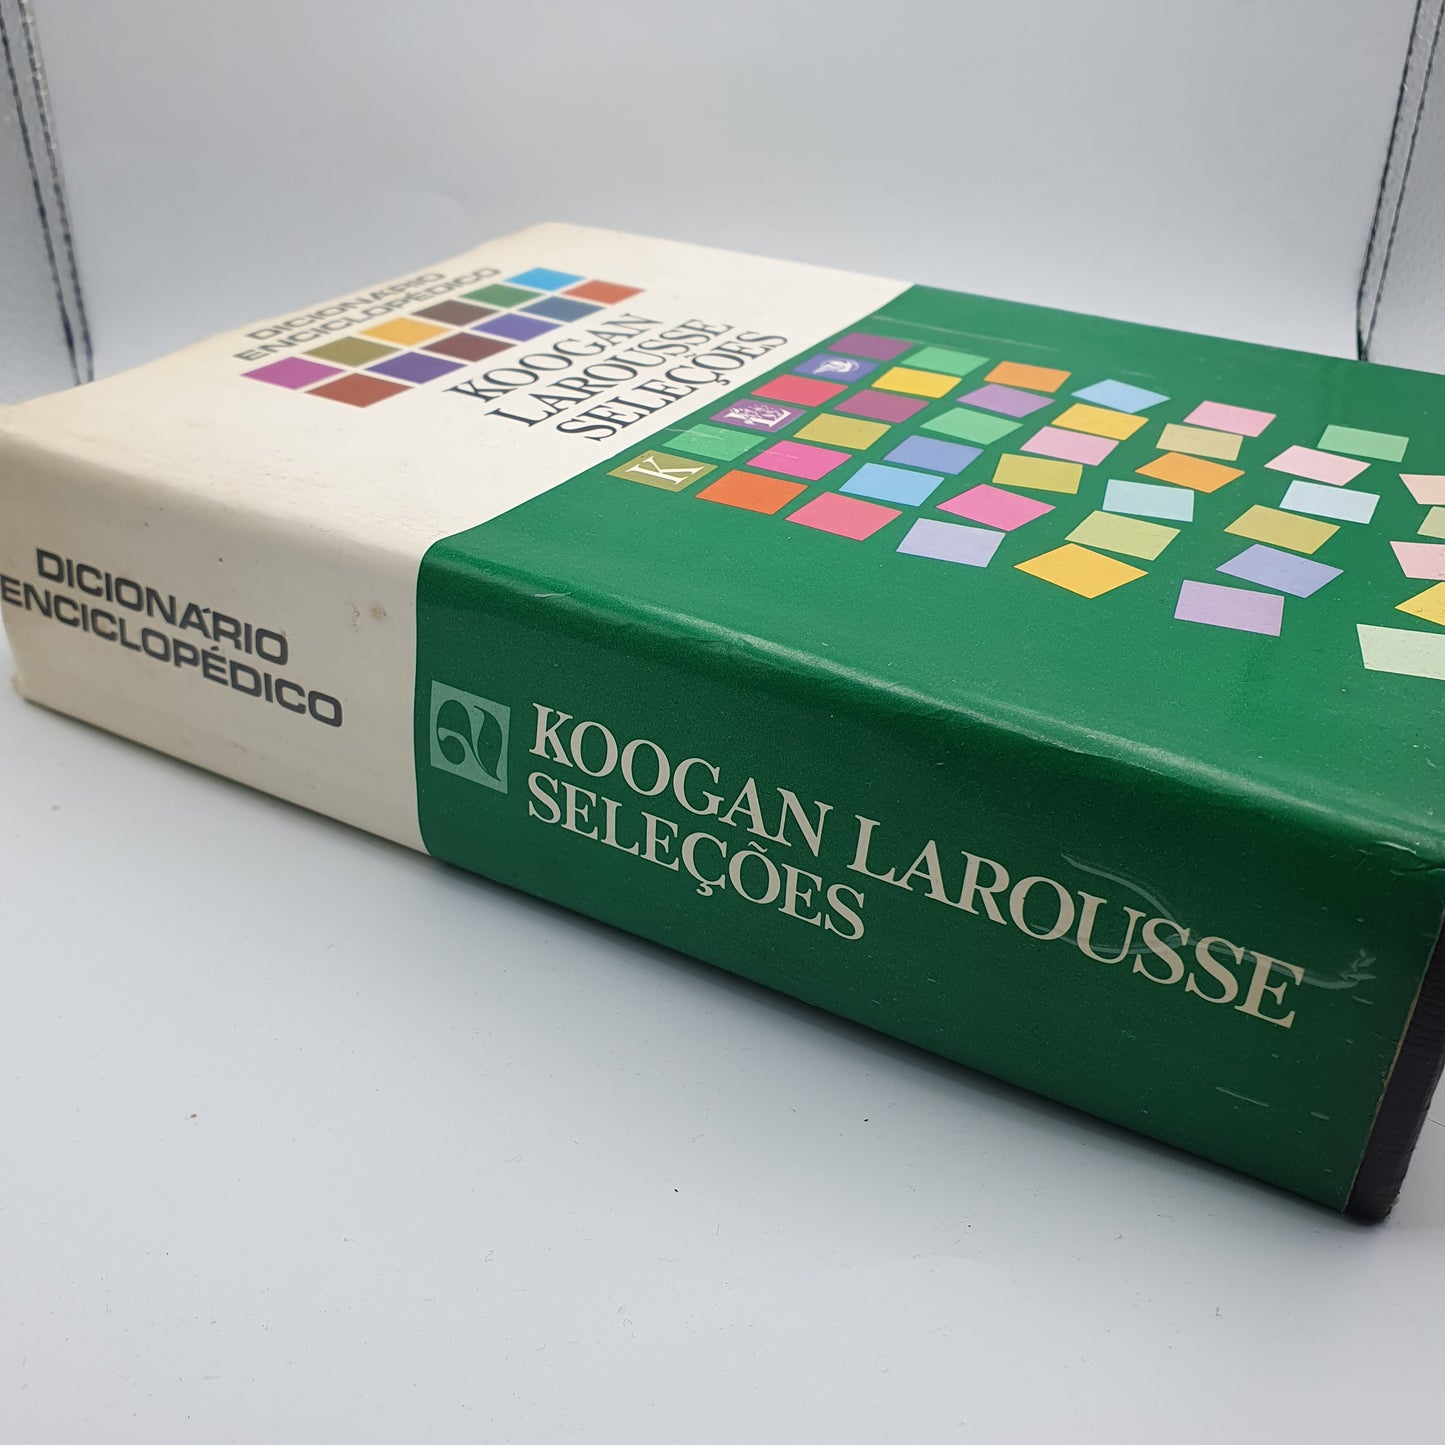 DICIONÁRIO
ENCICLOPÉDICO
KOOGAN
LAROUSSE
SELEÇÕES
L
K
DICIONÁRIO
ENCICLOPÉDICO
KOOGAN LAROUSSE
SELEÇÕES